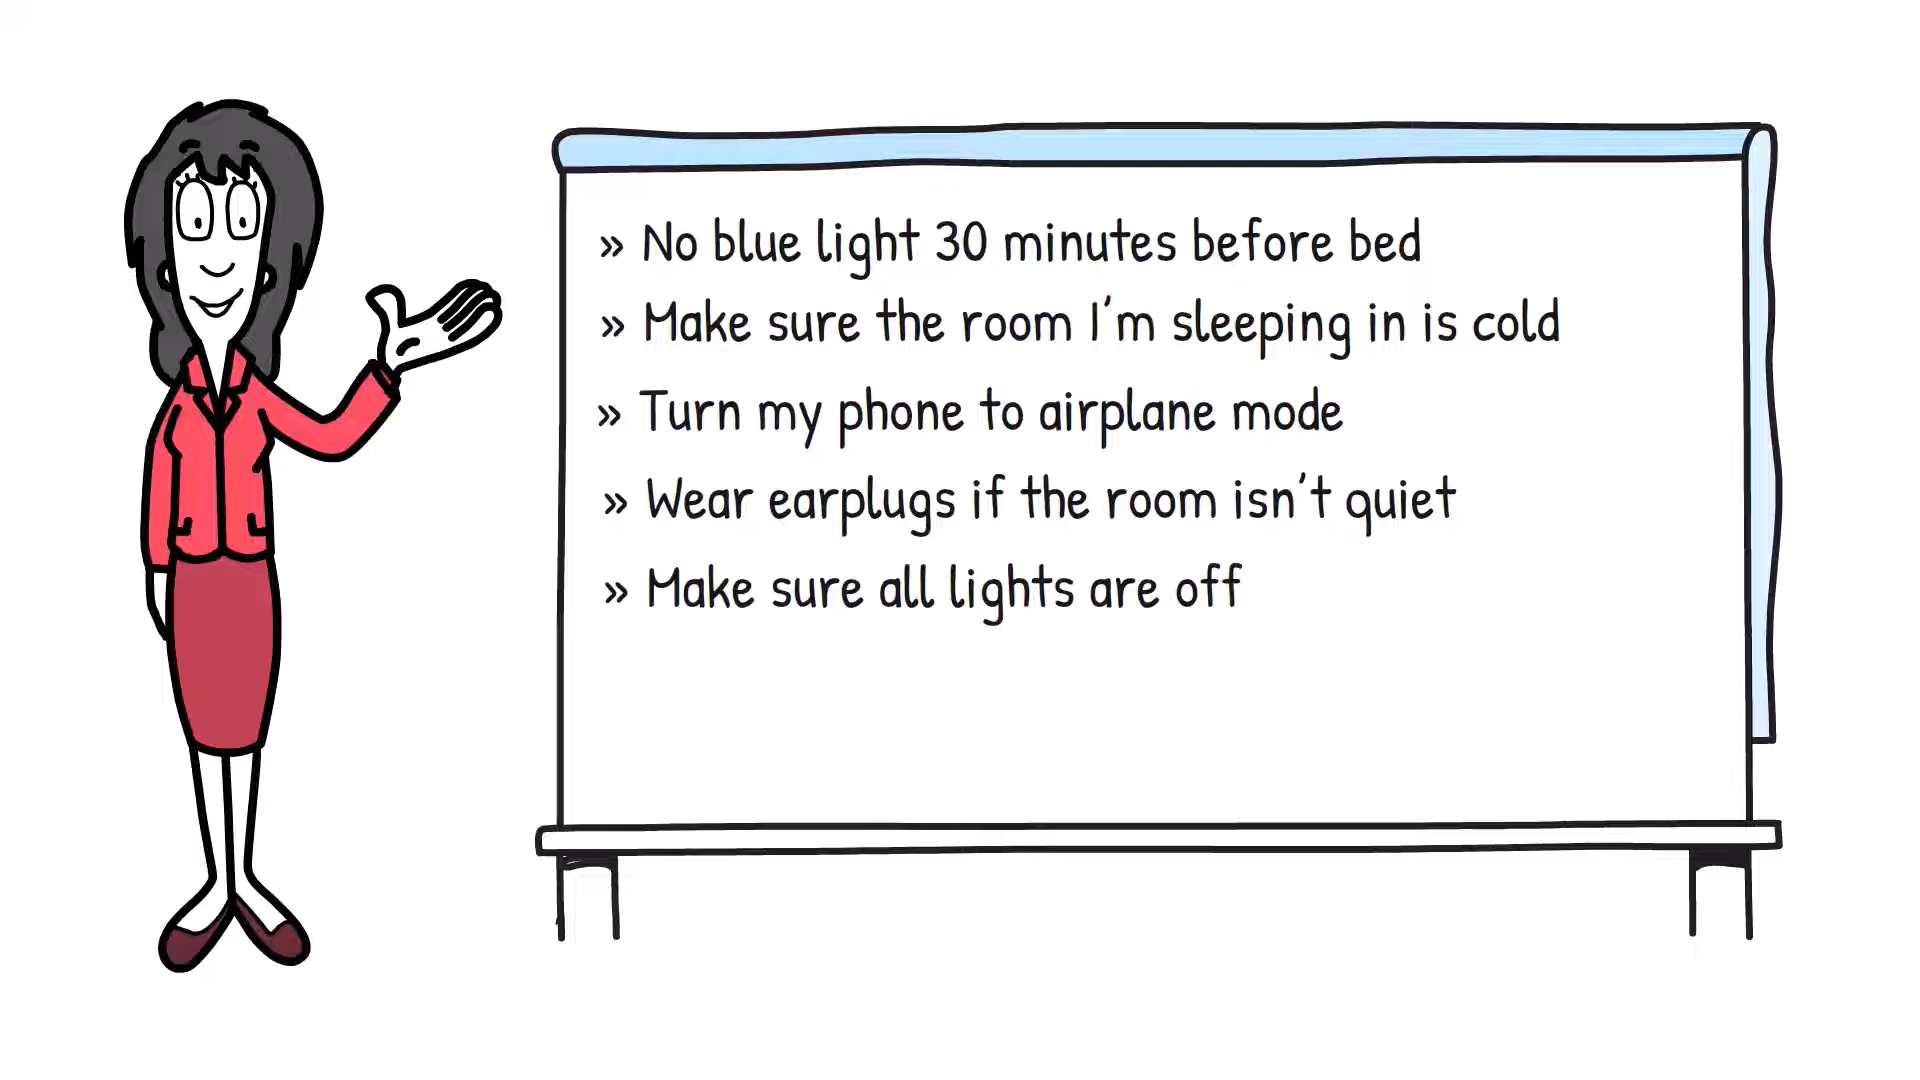 » No blue light 30 minutes before bed
» Make sure the room I'm sleeping in is cold
» Turn my phone to airplane mode
» Wear earplugs if the room isn't quiet
» Make sure all lights are off